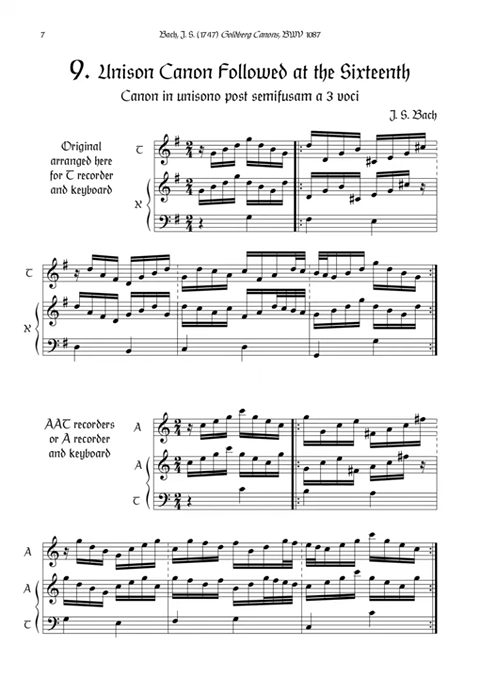 7
Bach, J. S. (1747) Goldberg Canons, BWV 1087
9. Unison Canon Followed at the Sixteenth
Canon in unisono post semifusam a 3 voci
J. S. Bach
Original
arranged here
for T recorder
and keyboard
T
T
AAT recorders
or A recorder
and keyboard
A
A
T
A
A
T